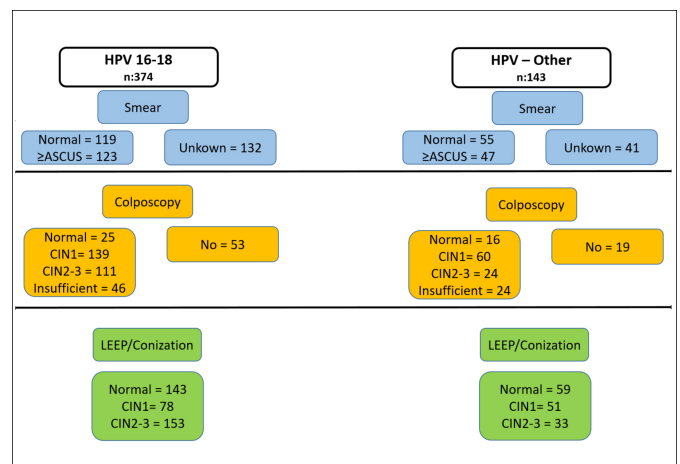 HPV 16-18
n:374
Smear
Normal = 119
≥ASCUS = 123
Unkown = 132
HPV – Other
n:143
Smear
Normal = 55
≥ASCUS = 47
Unkown = 41
Colposcopy
Normal = 25
CIN1= 139
CIN2-3 = 111
Insufficient = 46
No = 53
Colposcopy
Normal = 16
CIN1= 60
CIN2-3 = 24
Insufficient = 24
No = 19
LEEP/Conization
Normal = 143
CIN1= 78
CIN2-3 = 153
LEEP/Conization
Normal = 59
CIN1= 51
CIN2-3 = 33